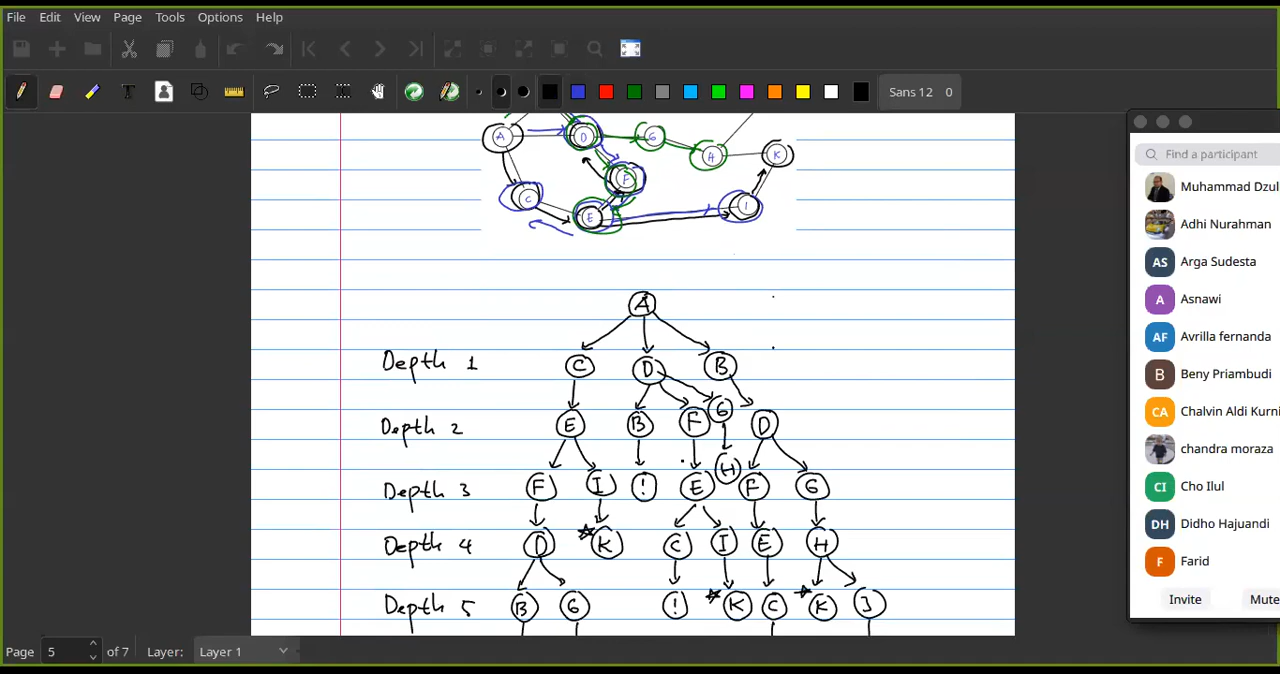 File Edit View Page Tools Options Help
Sans 12 0
A D G H K
F
C E I
A
Depth 1 C D B
Depth 2 E B F G D
H
Depth 3 F I ! E F G
Depth 4 D K C I E H
Depth 5 B G ! K C K J
Find a participant
Muhammad Dzul
Adhi Nurahman
AS Arga Sudesta
A Asnawi
AF Avrilla fernanda
B Beny Priambudi
CA Chalvin Aldi Kurni
chandra moraza
CI Cho Ilul
DH Didho Hajuandi
F Farid
Invite Mute
Page 5 of 7 Layer: Layer 1